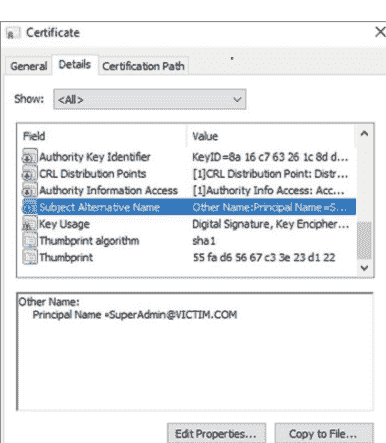 Certificate
General Details Certification Path
Show: <All>
Field Value
Authority Key Identifier KeyID=8a 16 c7 63 26 1c 8d d...
CRL Distribution Points [1]CRL Distribution Point: Distr...
Authority Information Access [1]Authority Info Access: Acc...
Subject Alternative Name Other Name:Principal Name=S...
Key Usage Digital Signature, Key Encipher...
Thumbprint algorithm sha1
Thumbprint 55 fa d6 56 67 c3 3e 23 d1 22
Other Name:
Principal Name =SuperAdmin@VICTIM.COM
Edit Properties... Copy to File...